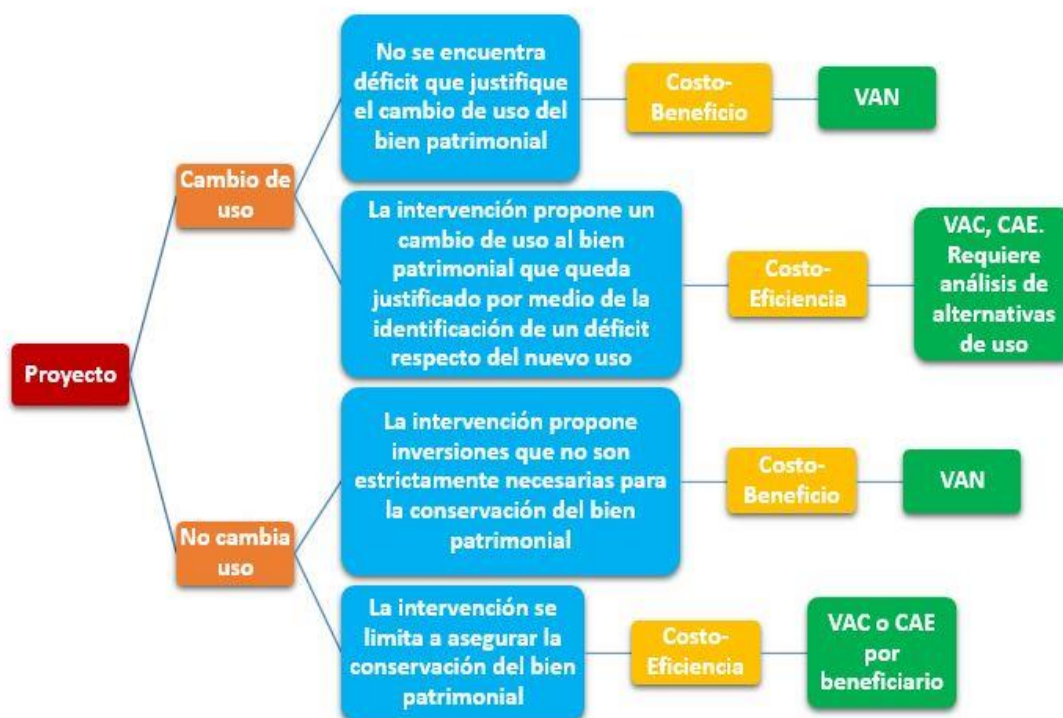 Proyecto
Cambio de
uso
No se encuentra
déficit que justifique
el cambio de uso del
bien patrimonial
Costo-
Beneficio
VAN
La intervención propone un
cambio de uso al bien
patrimonial que queda
justificado por medio de la
identificación de un déficit
respecto del nuevo uso
Costo-
Eficiencia
VAC, CAE.
Requiere
análisis de
alternativas
de uso
No cambia
uso
La intervención propone
inversiones que no son
estrictamente necesarias para
la conservación del bien
patrimonial
Costo-
Beneficio
VAN
La intervención se
limita a asegurar la
conservación del bien
patrimonial
Costo-
Eficiencia
VAC o CAE
por
beneficiario